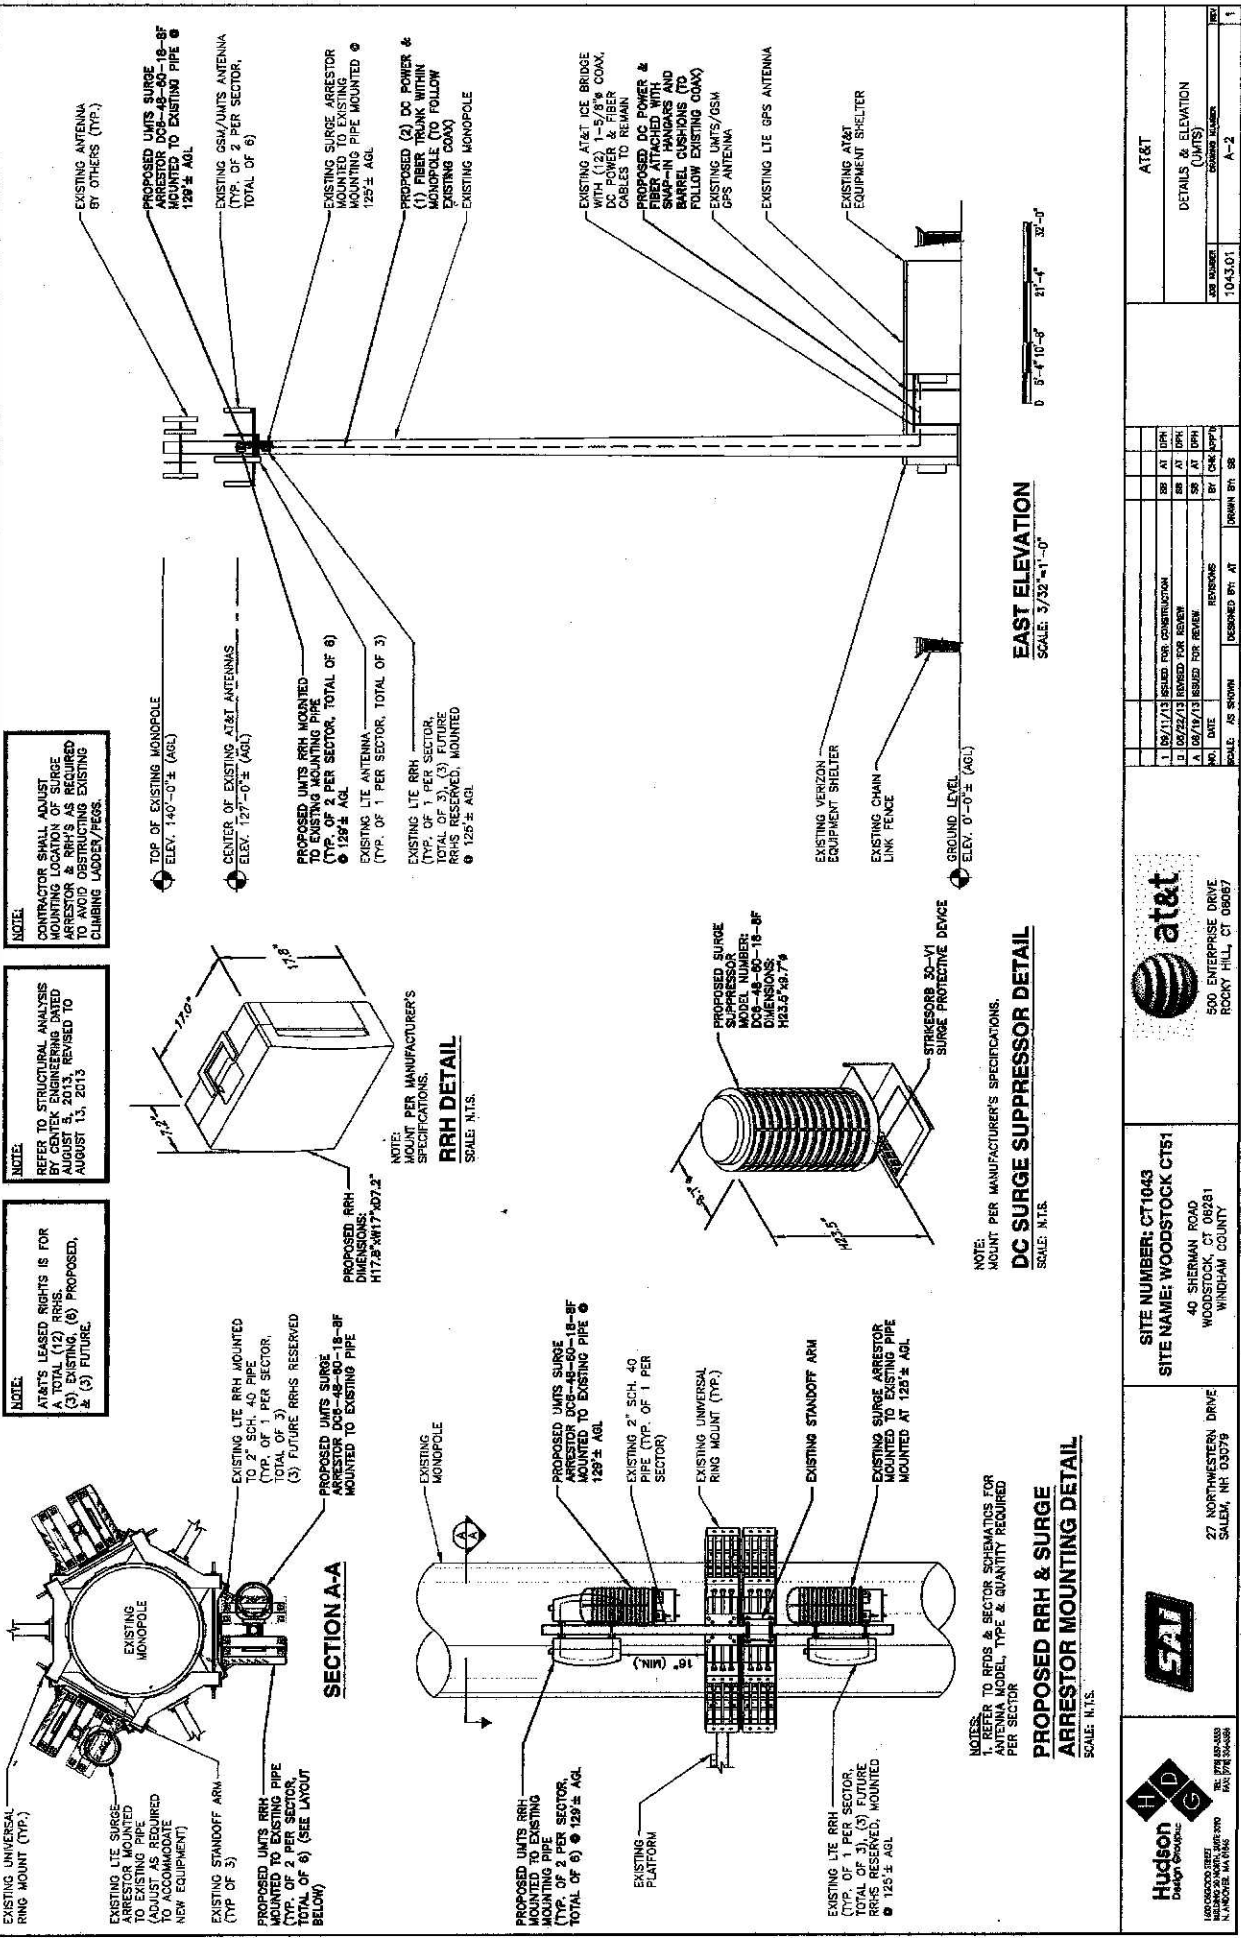 NOTE:
AT&T'S LEASED RIGHTS IS FOR
A TOTAL (12) RRHS.
(3) EXISTING, (6) PROPOSED,
& (3) FUTURE.
NOTE:
REFER TO STRUCTURAL ANALYSIS
BY CENTEK ENGINEERING DATED
AUGUST 5, 2013, REVISED TO
AUGUST 13, 2013
NOTE:
CONTRACTOR SHALL ADJUST
MOUNTING LOCATION OF SURGE
ARRESTOR & RRH'S AS REQUIRED
TO AVOID OBSTRUCTING EXISTING
CLIMBING LADDER/PEGS.
EXISTING UNIVERSAL
RING MOUNT (TYP.)
EXISTING LTE SURGE
ARRESTOR MOUNTED
TO EXISTING PIPE
(ADJUST AS REQUIRED
TO ACCOMMODATE
NEW EQUIPMENT)
EXISTING STANDOFF ARM
(TYP OF 3)
PROPOSED UMTS RRH
MOUNTED TO EXISTING PIPE
(TYP. OF 2 PER SECTOR,
TOTAL OF 6) (SEE LAYOUT
BELOW)
EXISTING
MONOPOLE
EXISTING LTE RRH MOUNTED
TO 2" SCH. 40 PIPE
(TYP. OF 1 PER SECTOR,
TOTAL OF 3)
(3) FUTURE RRHS RESERVED
PROPOSED UMTS SURGE
ARRESTOR DC6-48-60-18-8F
MOUNTED TO EXISTING PIPE
SECTION A-A
PROPOSED UMTS RRH
MOUNTED TO EXISTING
MOUNTING PIPE
(TYP. OF 2 PER SECTOR,
TOTAL OF 6) @ 129'± AGL
EXISTING
PLATFORM
EXISTING LTE RRH
(TYP. OF 1 PER SECTOR,
TOTAL OF 3), (3) FUTURE
RRHS RESERVED, MOUNTED
@ 125'± AGL
16" (MIN.)
A
A
EXISTING
MONOPOLE
PROPOSED UMTS SURGE
ARRESTOR DC6-48-60-18-8F
MOUNTED TO EXISTING PIPE @
129'± AGL
EXISTING 2" SCH. 40
PIPE (TYP. OF 1 PER
SECTOR)
EXISTING UNIVERSAL
RING MOUNT (TYP.)
EXISTING STANDOFF ARM
EXISTING SURGE ARRESTOR
MOUNTED TO EXISTING PIPE
MOUNTED AT 125'± AGL
NOTES:
1. REFER TO RFDS & SECTOR SCHEMATICS FOR
ANTENNA MODEL, TYPE & QUANTITY REQUIRED
PER SECTOR
PROPOSED RRH & SURGE
ARRESTOR MOUNTING DETAIL
SCALE: N.T.S.
7.2"
17.0"
17.8"
PROPOSED RRH
DIMENSIONS:
H17.8"xW17"xD7.2"
NOTE:
MOUNT PER MANUFACTURER'S
SPECIFICATIONS.
RRH DETAIL
SCALE: N.T.S.
9.7"ø
H23.5"
PROPOSED SURGE
SUPPRESSOR
MODEL NUMBER:
DC6-48-60-18-8F
DIMENSIONS:
H23.5"x9.7"ø
STRIKESORB 30-V1
SURGE PROTECTIVE DEVICE
NOTE:
MOUNT PER MANUFACTURER'S SPECIFICATIONS.
DC SURGE SUPPRESSOR DETAIL
SCALE: N.T.S.
TOP OF EXISTING MONOPOLE
ELEV. 140'-0"± (AGL)
CENTER OF EXISTING AT&T ANTENNAS
ELEV. 127'-0"± (AGL)
PROPOSED UMTS RRH MOUNTED
TO EXISTING MOUNTING PIPE
(TYP. OF 2 PER SECTOR, TOTAL OF 6)
@ 129'± AGL
EXISITNG LTE ANTENNA
(TYP. OF 1 PER SECTOR, TOTAL OF 3)
EXISTING LTE RRH
(TYP. OF 1 PER SECTOR,
TOTAL OF 3), (3) FUTURE
RRHS RESERVED, MOUNTED
@ 125'± AGL
EXISTING VERIZON
EQUIPMENT SHELTER
EXISTING CHAIN
LINK FENCE
GROUND LEVEL
ELEV. 0'-0"± (AGL)
EXISTING ANTENNA
BY OTHERS (TYP.)
PROPOSED UMTS SURGE
ARRESTOR DC6-48-60-18-8F
MOUNTED TO EXISTING PIPE @
129'± AGL
EXISTING GSM/UMTS ANTENNA
(TYP. OF 2 PER SECTOR,
TOTAL OF 6)
EXISTING SURGE ARRESTOR
MOUNTED TO EXISTING
MOUNTING PIPE MOUNTED @
125'± AGL
PROPOSED (2) DC POWER &
(1) FIBER TRUNK WITHIN
MONOPOLE (TO FOLLOW
EXISTING COAX)
EXISTING MONOPOLE
EXISTING AT&T ICE BRIDGE
WITH (12) 1-5/8"ø COAX,
DC POWER & FIBER
CABLES TO REMAIN
PROPOSED DC POWER &
FIBER ATTACHED WITH
SNAP-IN HANGARS AND
BARREL CUSHIONS (TO
FOLLOW EXISTING COAX)
EXISTING UMTS/GSM
GPS ANTENNA
EXISTING LTE GPS ANTENNA
EXISTING AT&T
EQUIPMENT SHELTER
EAST ELEVATION
SCALE: 3/32"=1'-0"
0 5'-4" 10'-8" 21'-4" 32'-0"
Hudson
Design Group LLC
H
D
G
1600 OSGOOD STREET
BUILDING 20 NORTH, SUITE 3090
N. ANDOVER, MA 01845
SAI
27 NORTHWESTERN DRIVE
SALEM, NH 03079
SITE NUMBER: CT1043
SITE NAME: WOODSTOCK CT51
40 SHERMAN ROAD
WOODSTOCK, CT 06281
WINDHAM COUNTY
at&t
500 ENTERPRISE DRIVE
ROCKY HILL, CT 06067
1 09/11/13 ISSUED FOR CONSTRUCTION SB AT DPH
REVISED FOR REVIEW SB AT DPH
A ISSUED FOR REVIEW SB AT DPH
NO. DATE REVISIONS BY CHK APP'D
SCALE: AS SHOWN DESIGNED BY: AT DRAWN BY: SB
AT&T
DETAILS & ELEVATION
(UMTS)
JOB NUMBER DRAWING NUMBER REV
1043.01 A-2 1